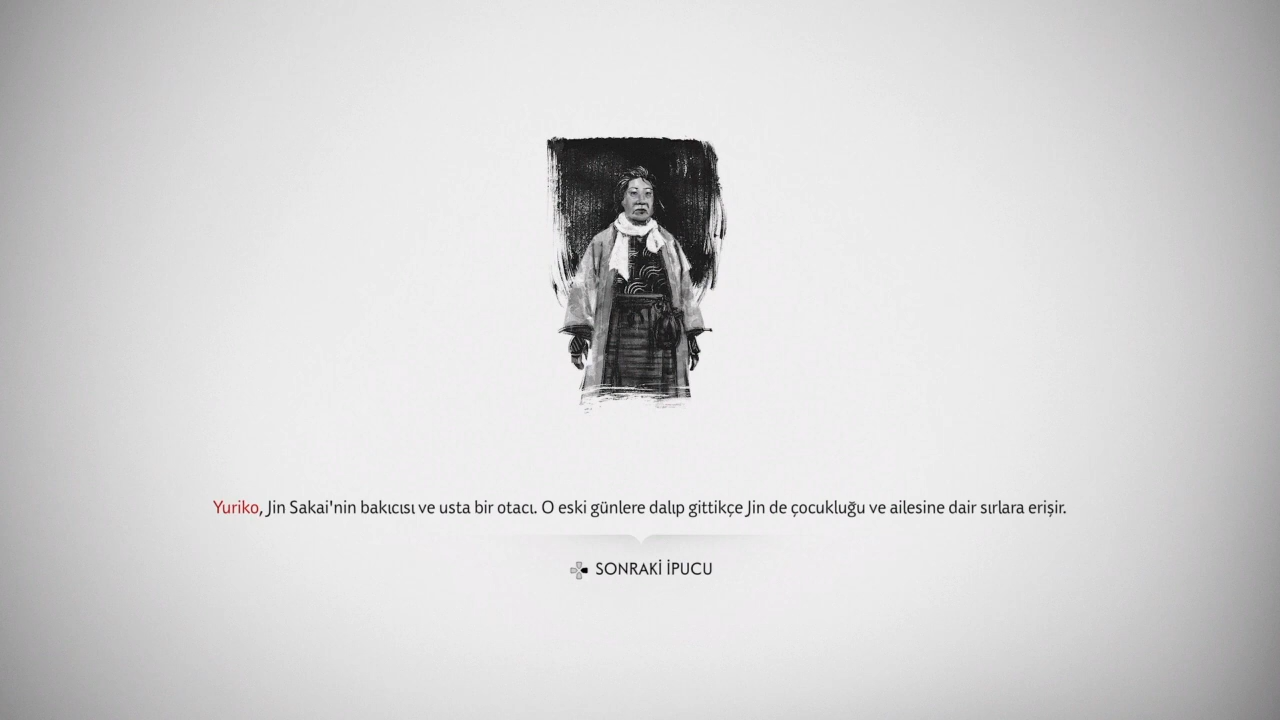 Yuriko, Jin Sakai'nin bakıcısı ve usta bir otacı. O eski günlere dalıp gittikçe Jin de çocukluğu ve ailesine dair sırlara erişir.
SONRAKİ İPUCU